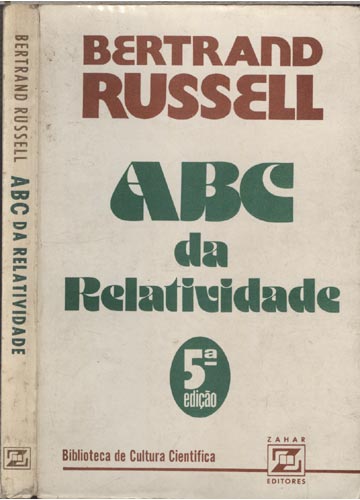 BERTRAND RUSSELL ABC DA RELATIVIDADE
BERTRAND
RUSSELL
ABC
da
Relatividade
5ª
edição
Biblioteca de Cultura Científica
ZAHAR
EDITORES